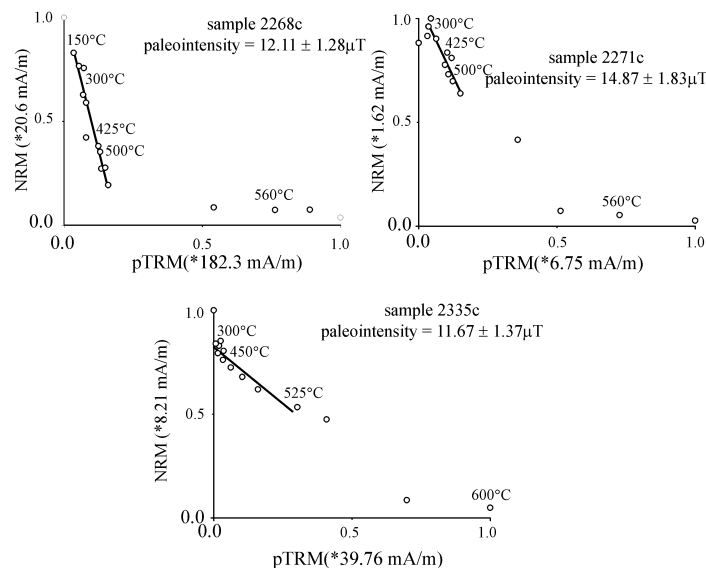 1.0
sample 2268c
paleointensity = 12.11 ± 1.28μT
150°C
300°C
NRM (*20.6 mA/m)
0.5
425°C
500°C
560°C
0.0
0.0
0.5
1.0
pTRM(*182.3 mA/m)
1.0
300°C
425°C
sample 2271c
500°C
paleointensity = 14.87 ± 1.83μT
NRM (*1.62 mA/m)
0.5
560°C
0.0
0.0
0.5
1.0
pTRM(*6.75 mA/m)
sample 2335c
1.0
paleointensity = 11.67 ± 1.37μT
300°C
450°C
NRM (*8.21 mA/m)
525°C
0.5
600°C
0.0
0.0
0.5
1.0
pTRM(*39.76 mA/m)